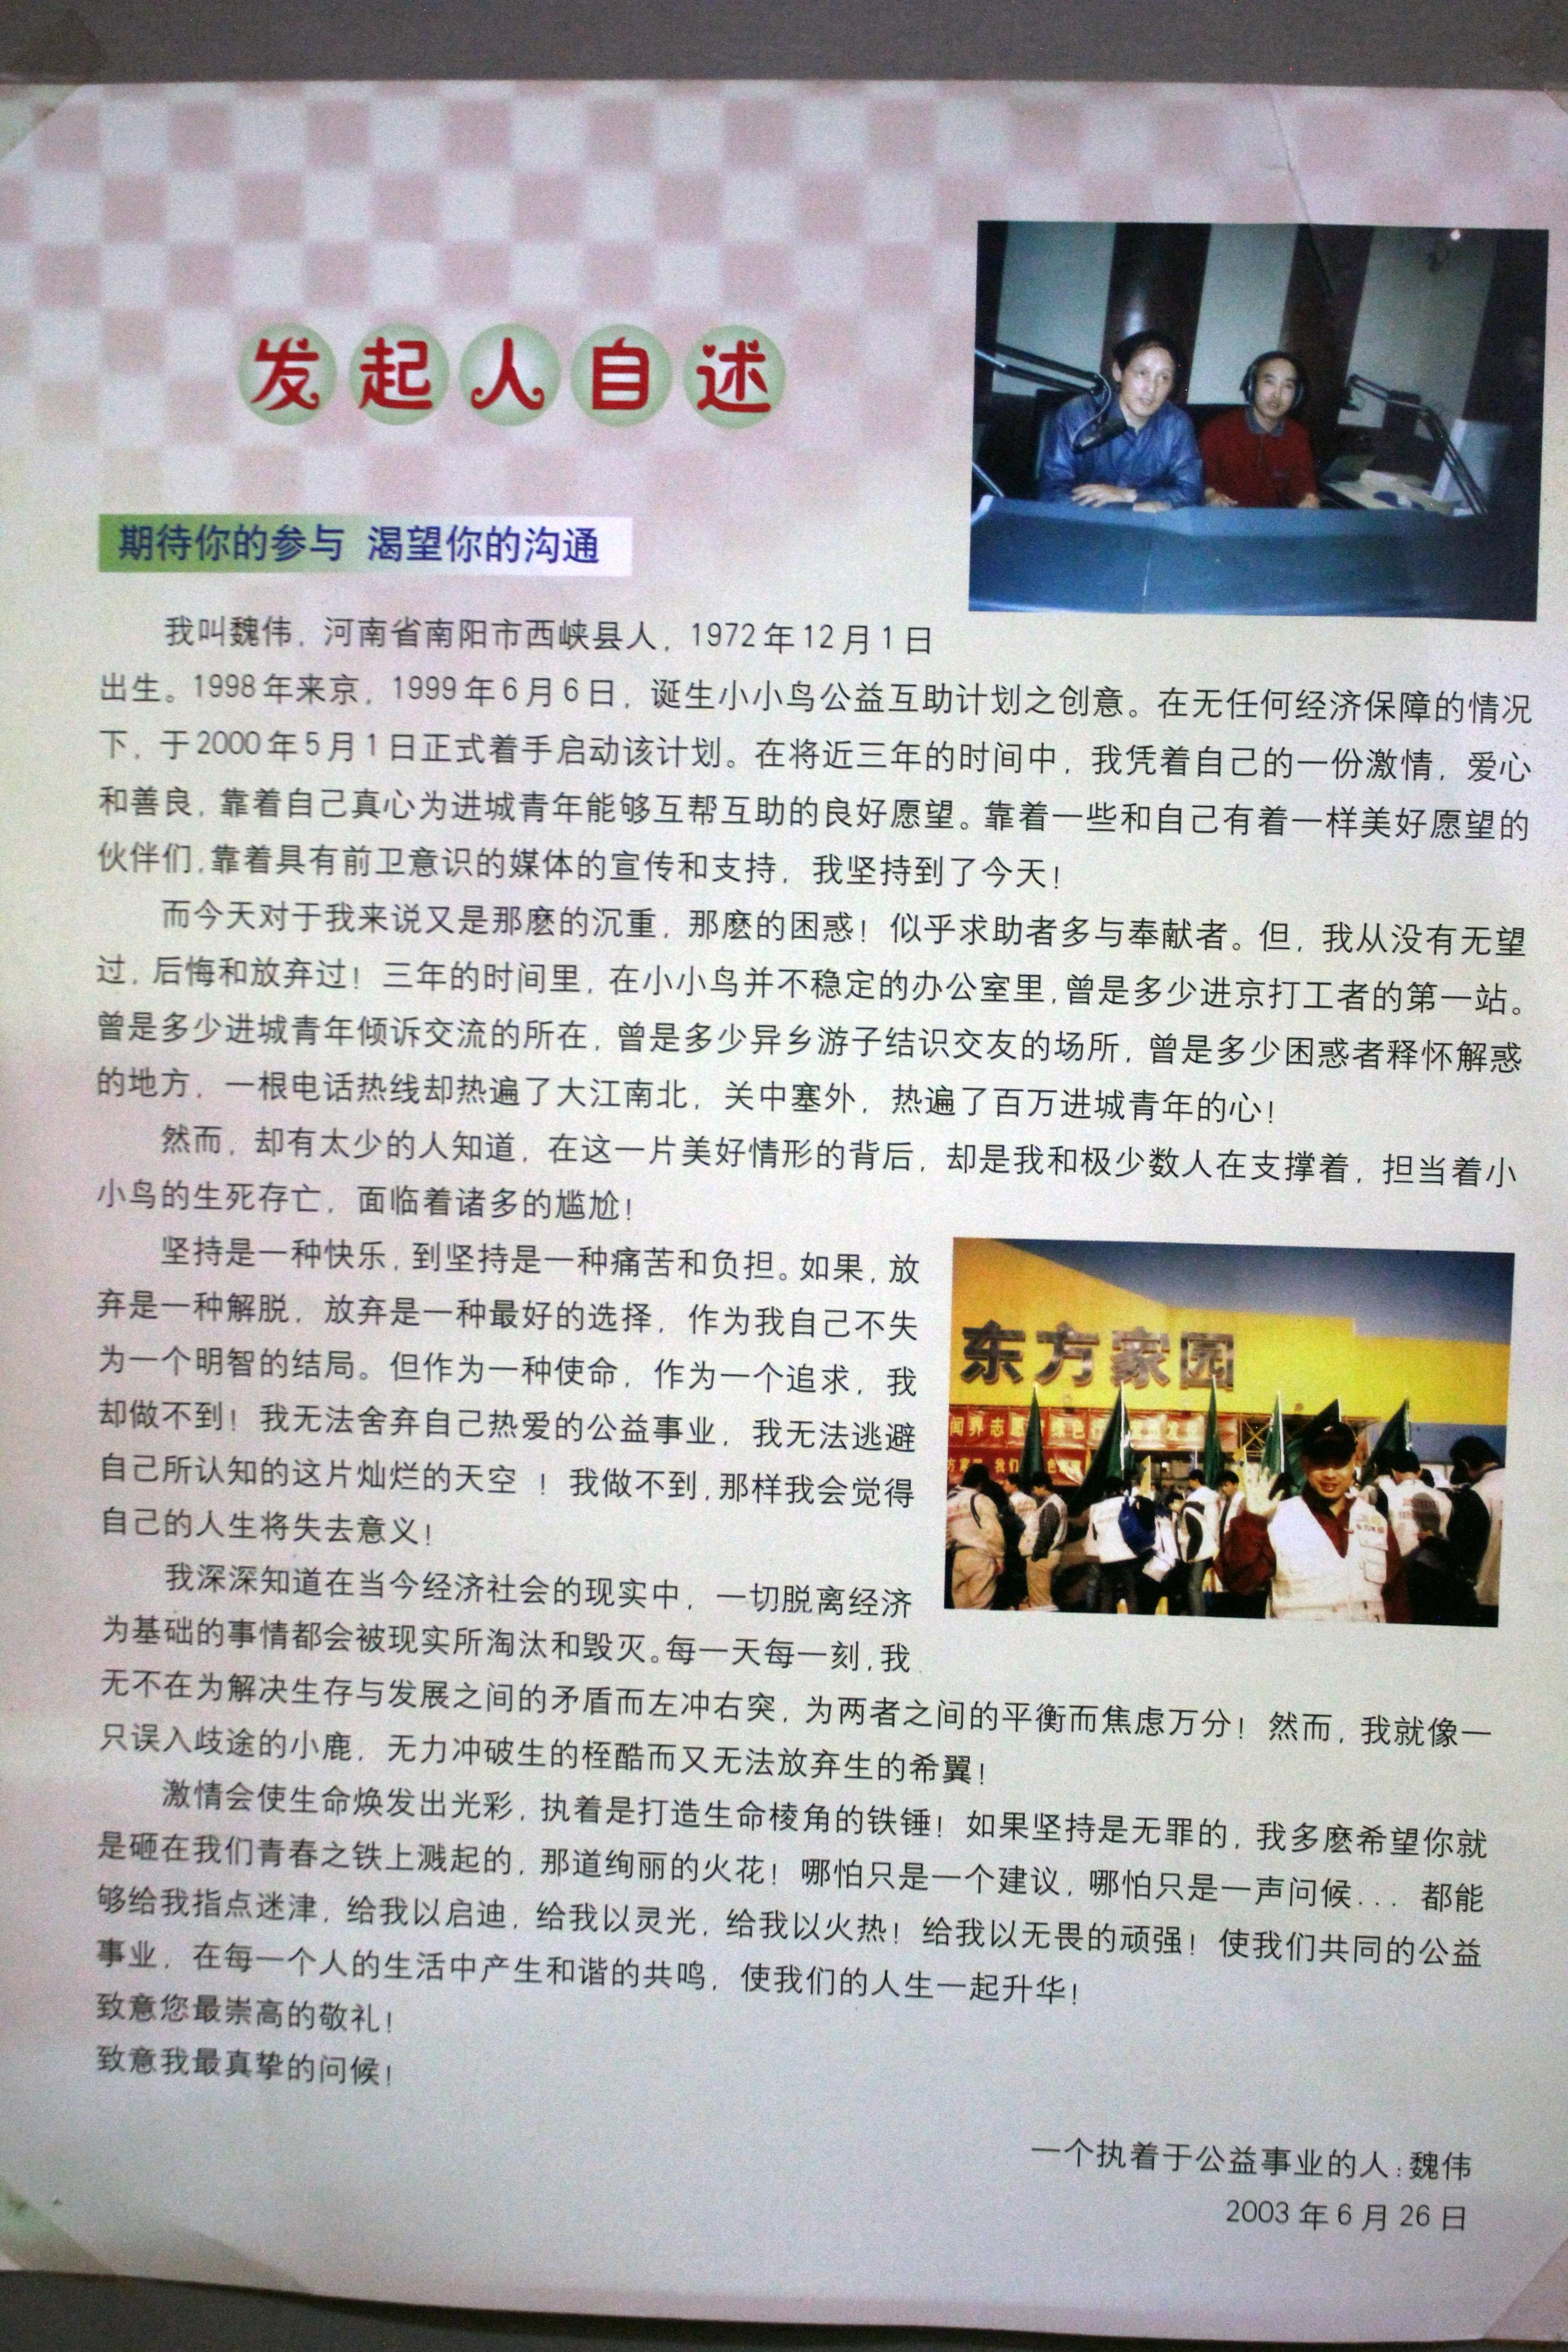 发起人自述
期待你的参与 渴望你的沟通
我叫魏伟，河南省南阳市西峡县人，1972年12月1日
出生。1998年来京，1999年6月6日，诞生小小鸟公益互助计划之创意。在无任何经济保障的情况
下，于2000年5月1日正式着手启动该计划。在将近三年的时间中，我凭着自己的一份激情，爱心
和善良，靠着自己真心为进城青年能够互帮互助的良好愿望。靠着一些和自己有着一样美好愿望的
伙伴们，靠着具有前卫意识的媒体的宣传和支持，我坚持到了今天！
而今天对于我来说又是那麽的沉重，那麽的困惑！似乎求助者多与奉献者。但，我从没有无望
过，后悔和放弃过！三年的时间里，在小小鸟并不稳定的办公室里，曾是多少进京打工者的第一站。
曾是多少进城青年倾诉交流的所在，曾是多少异乡游子结识交友的场所，曾是多少困惑者释怀解惑
的地方，一根电话热线却热遍了大江南北，关中塞外，热遍了百万进城青年的心！
然而，却有太少的人知道，在这一片美好情形的背后，却是我和极少数人在支撑着，担当着小
小鸟的生死存亡，面临着诸多的尴尬！
坚持是一种快乐，到坚持是一种痛苦和负担。如果，放
弃是一种解脱，放弃是一种最好的选择，作为我自己不失
为一个明智的结局。但作为一种使命，作为一个追求，我
却做不到！我无法舍弃自己热爱的公益事业，我无法逃避
自己所认知的这片灿烂的天空 ！我做不到，那样我会觉得
自己的人生将失去意义！
东方家园
我深深知道在当今经济社会的现实中，一切脱离经济
为基础的事情都会被现实所淘汰和毁灭。每一天每一刻，我
无不在为解决生存与发展之间的矛盾而左冲右突，为两者之间的平衡而焦虑万分！然而，我就像一
只误入歧途的小鹿，无力冲破生的桎酷而又无法放弃生的希翼！
激情会使生命焕发出光彩，执着是打造生命棱角的铁锤！如果坚持是无罪的，我多麽希望你就
是砸在我们青春之铁上溅起的，那道绚丽的火花！哪怕只是一个建议，哪怕只是一声问候... 都能
够给我指点迷津，给我以启迪，给我以灵光，给我以火热！给我以无畏的顽强！使我们共同的公益
事业，在每一个人的生活中产生和谐的共鸣，使我们的人生一起升华！
致意您最崇高的敬礼！
致意我最真挚的问候！
一个执着于公益事业的人：魏伟
2003年6月26日